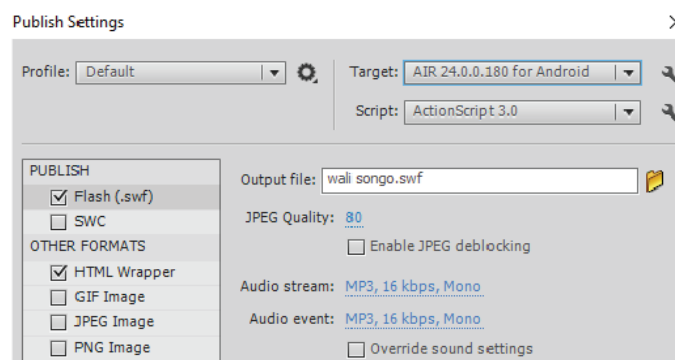 Publish Settings
Profile: Default
Target: AIR 24.0.0.180 for Android
Script: ActionScript 3.0
PUBLISH
Flash (.swf)
SWC
OTHER FORMATS
HTML Wrapper
GIF Image
JPEG Image
PNG Image
Output file: wali songo.swf
JPEG Quality: 80
Enable JPEG deblocking
Audio stream: MP3, 16 kbps, Mono
Audio event: MP3, 16 kbps, Mono
Override sound settings